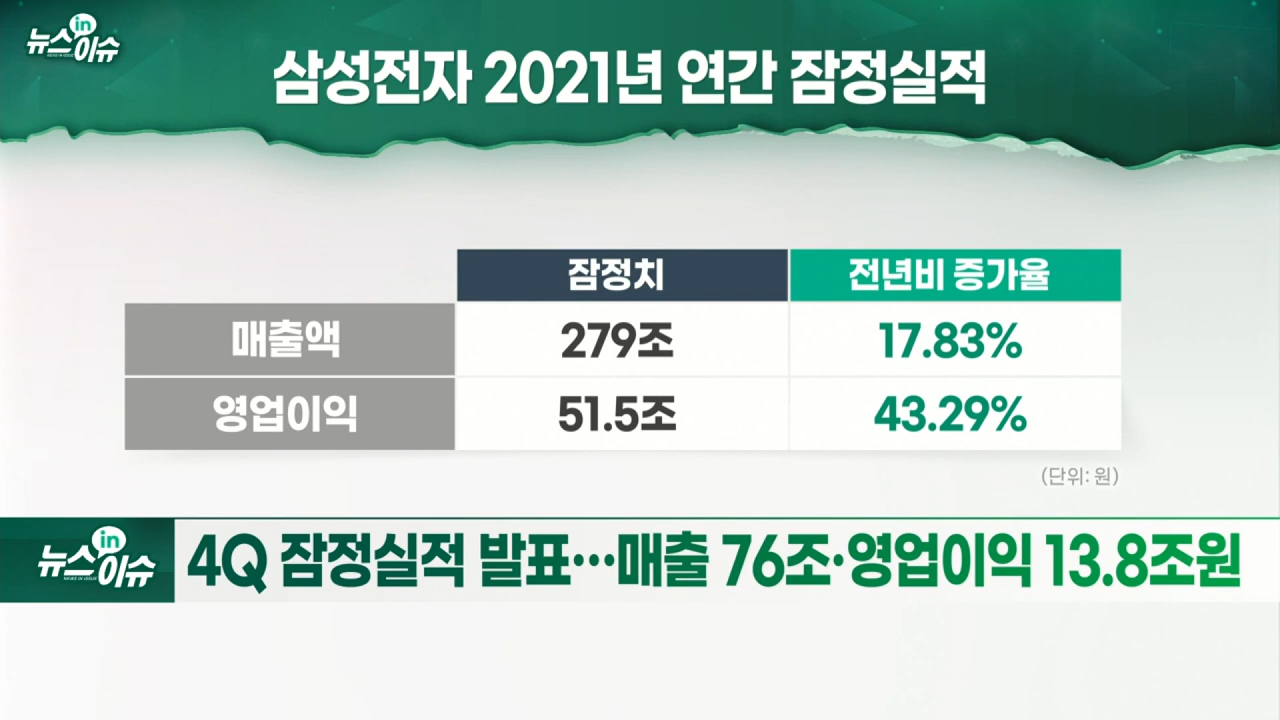 뉴스in이슈
삼성전자 2021년 연간 잠정실적
잠정치 전년비 증가율
매출액 279조 17.83%
영업이익 51.5조 43.29%
(단위: 원)
뉴스in이슈
NEWS IN ISSUE
4Q 잠정실적 발표…매출 76조·영업이익 13.8조원